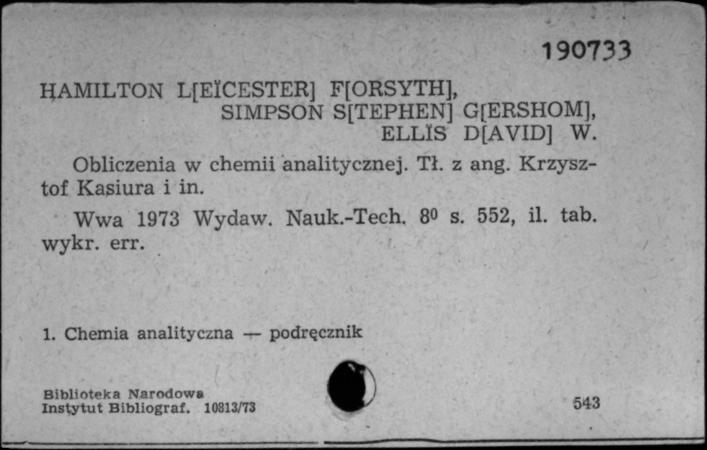 190733
HAMILTON L[EICESTER] F[ORSYTH],
SIMPSON S[TEPHEN] G[ERSHOM],
ELLIS D[AVID] W.
Obliczenia w chemii analitycznej. Tł. z ang. Krzysz-
tof Kasiura i in.
Wwa 1973 Wydaw. Nauk.-Tech. 8⁰ s. 552, il. tab.
wykr. err.
1. Chemia analityczna — podręcznik
Biblioteka Narodowa
Instytut Bibliograf. 10813/73
543